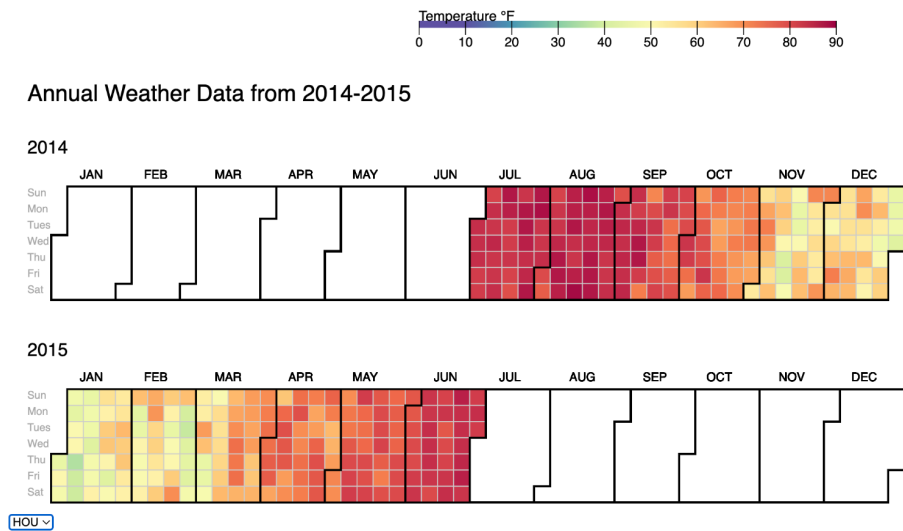 Temperature °F
0 10 20 30 40 50 60 70 80 90
Annual Weather Data from 2014-2015
2014
JAN FEB MAR APR MAY JUN JUL AUG SEP OCT NOV DEC
Sun
Mon
Tues
Wed
Thu
Fri
Sat
2015
JAN FEB MAR APR MAY JUN JUL AUG SEP OCT NOV DEC
Sun
Mon
Tues
Wed
Thu
Fri
Sat
HOU